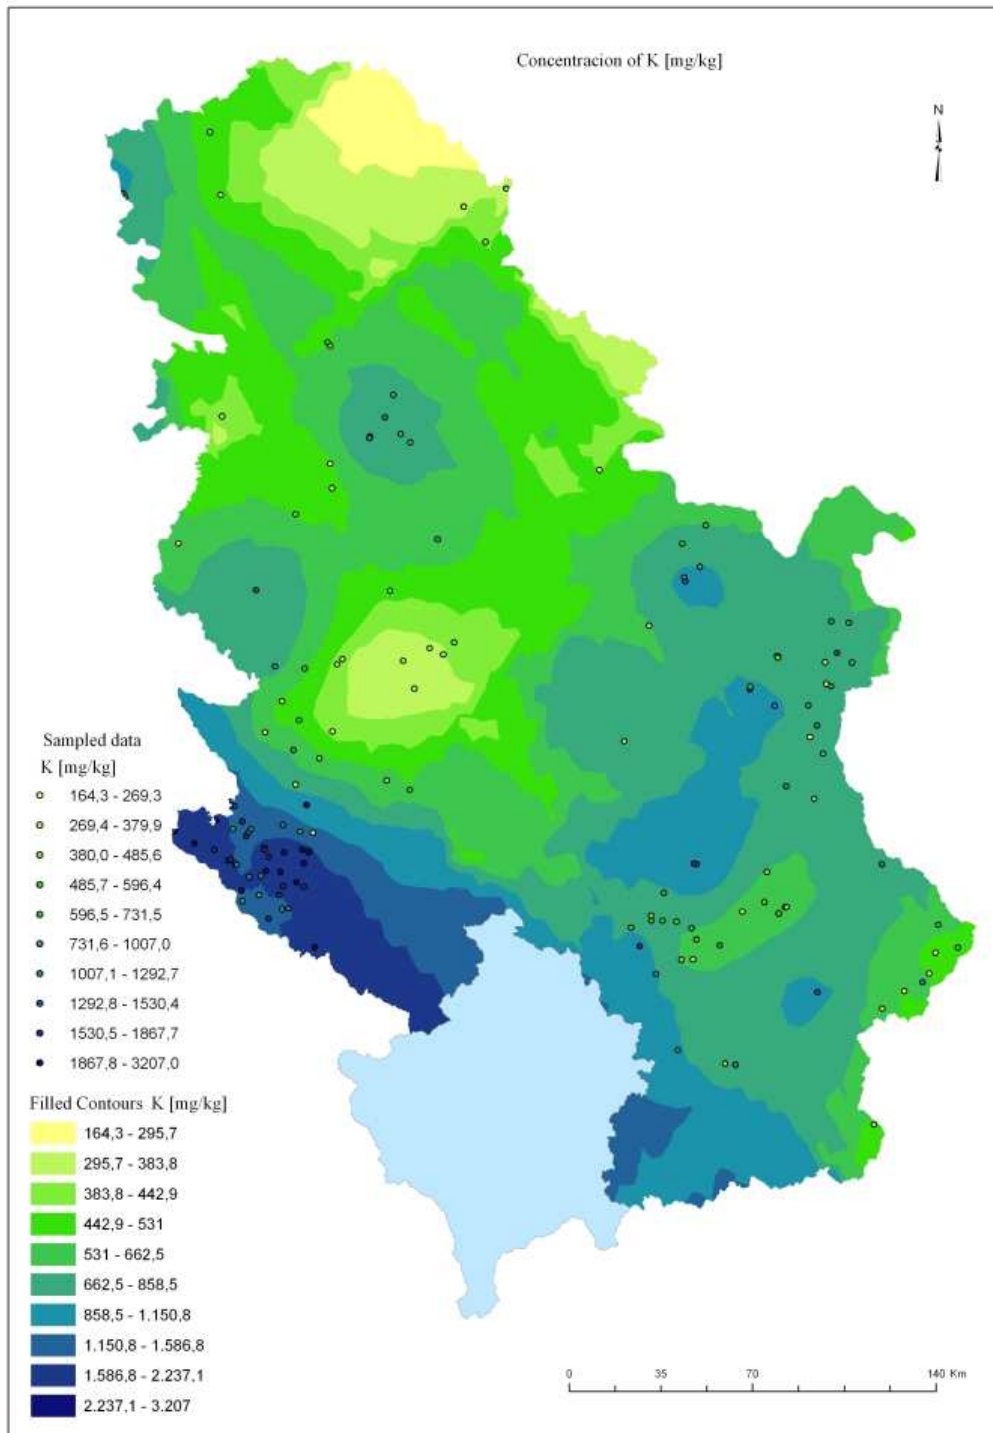 Concentracion of K [mg/kg]
N
Sampled data
K [mg/kg]
164,3 - 269,3
269,4 - 379,9
380,0 - 485,6
485,7 - 596,4
596,5 - 731,5
731,6 - 1007,0
1007,1 - 1292,7
1292,8 - 1530,4
1530,5 - 1867,7
1867,8 - 3207,0
Filled Contours K [mg/kg]
164,3 - 295,7
295,7 - 383,8
383,8 - 442,9
442,9 - 531
531 - 662,5
662,5 - 858,5
858,5 - 1.150,8
1.150,8 - 1.586,8
1.586,8 - 2.237,1
2.237,1 - 3.207
0 35 70 140 Km